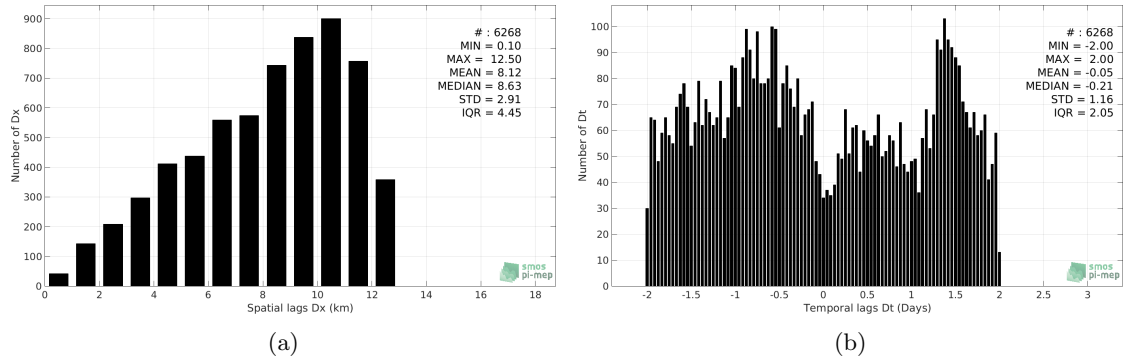 900
800
700
600
500
400
300
200
100
0
Number of Dx
0 2 4 6 8 10 12 14 16 18
Spatial lags Dx (km)
# : 6268
MIN = 0.10
MAX = 12.50
MEAN = 8.12
MEDIAN = 8.63
STD = 2.91
IQR = 4.45
smos
pi-mep
(a)
100
90
80
70
60
50
40
30
20
10
0
Number of Dt
-2 -1.5 -1 -0.5 0 0.5 1 1.5 2 2.5 3
Temporal lags Dt (Days)
# : 6268
MIN = -2.00
MAX = 2.00
MEAN = -0.05
MEDIAN = -0.21
STD = 1.16
IQR = 2.05
smos
pi-mep
(b)